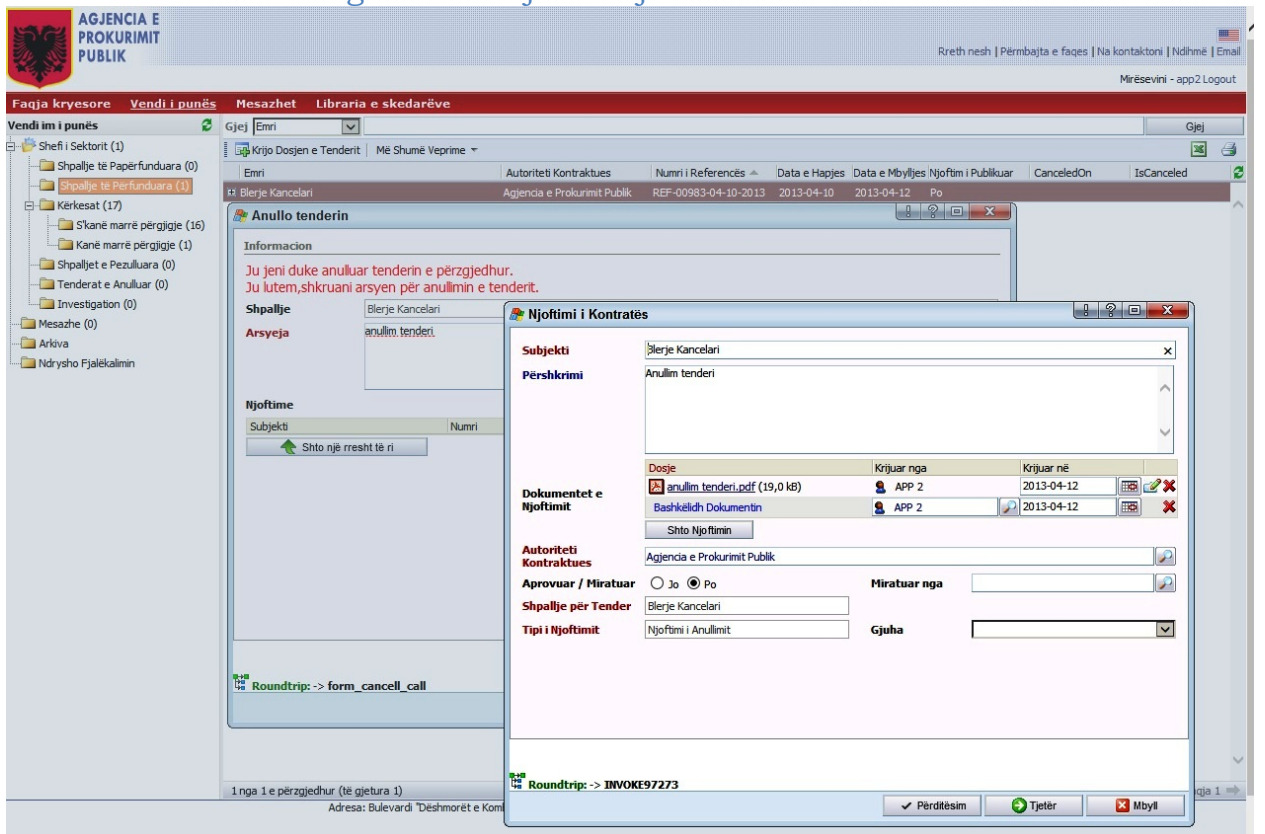 AGJENCIA E
PROKURIMIT
PUBLIK
Rreth nesh | Përmbajta e faqes | Na kontaktoni | Ndihmë | Email
Mirësevini - app2 Logout
Faqja kryesore Vendi i punës Mesazhet Libraria e skedarëve
Vendi im i punës
Gjej Emri Gjej
Shefi i Sektorit (1)
Krijo Dosjen e Tenderit Më Shumë Veprime
Shpallje të Papërfunduara (0)
Emri Autoriteti Kontraktues Numri i Referencës Data e Hapjes Data e Mbylljes Njoftim i Publikuar CanceledOn IsCanceled
Shpallje të Përfunduara (1)
Blerje Kancelari Agjencia e Prokurimit Publik REF-00983-04-10-2013 2013-04-10 2013-04-12 Po
Kërkesat (17)
S'kanë marrë përgjigje (16)
Kanë marrë përgjigje (1)
Shpalljet e Pezulluara (0)
Tenderat e Anulluar (0)
Investigation (0)
Mesazhe (0)
Arkiva
Ndrysho Fjalëkalimin
Anullo tenderin
Informacion
Ju jeni duke anulluar tenderin e përzgjedhur.
Ju lutem,shkruani arsyen për anullimin e tenderit.
Shpallje Blerje Kancelari
Arsyeja anullim tenderi
Njoftime
Subjekti Numri
Shto një rresht të ri
Roundtrip: -> form_cancell_call
Njoftimi i Kontratës
Subjekti Blerje Kancelari
Përshkrimi Anullim tenderi
Dosje Krijuar nga Krijuar në
Dokumentet e
Njoftimit
anullim tenderi.pdf (19,0 kB) APP 2 2013-04-12
Bashkëlidh Dokumentin APP 2 2013-04-12
Shto Njoftimin
Autoriteti
Kontraktues
Agjencia e Prokurimit Publik
Aprovuar / Miratuar Jo Po Miratuar nga
Shpallje për Tender Blerje Kancelari
Tipi i Njoftimit Njoftimi i Anullimit Gjuha
Roundtrip: -> INVOKE97273
Përditësim Tjetër Mbyll
1 nga 1 e përzgjedhur (të gjetura 1)
1
Adresa: Bulevardi "Dëshmorët e